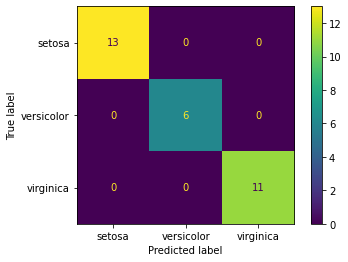 True label
setosa 13 0 0
versicolor 0 6 0
virginica 0 0 11
setosa versicolor virginica
Predicted label
12
10
8
6
4
2
0